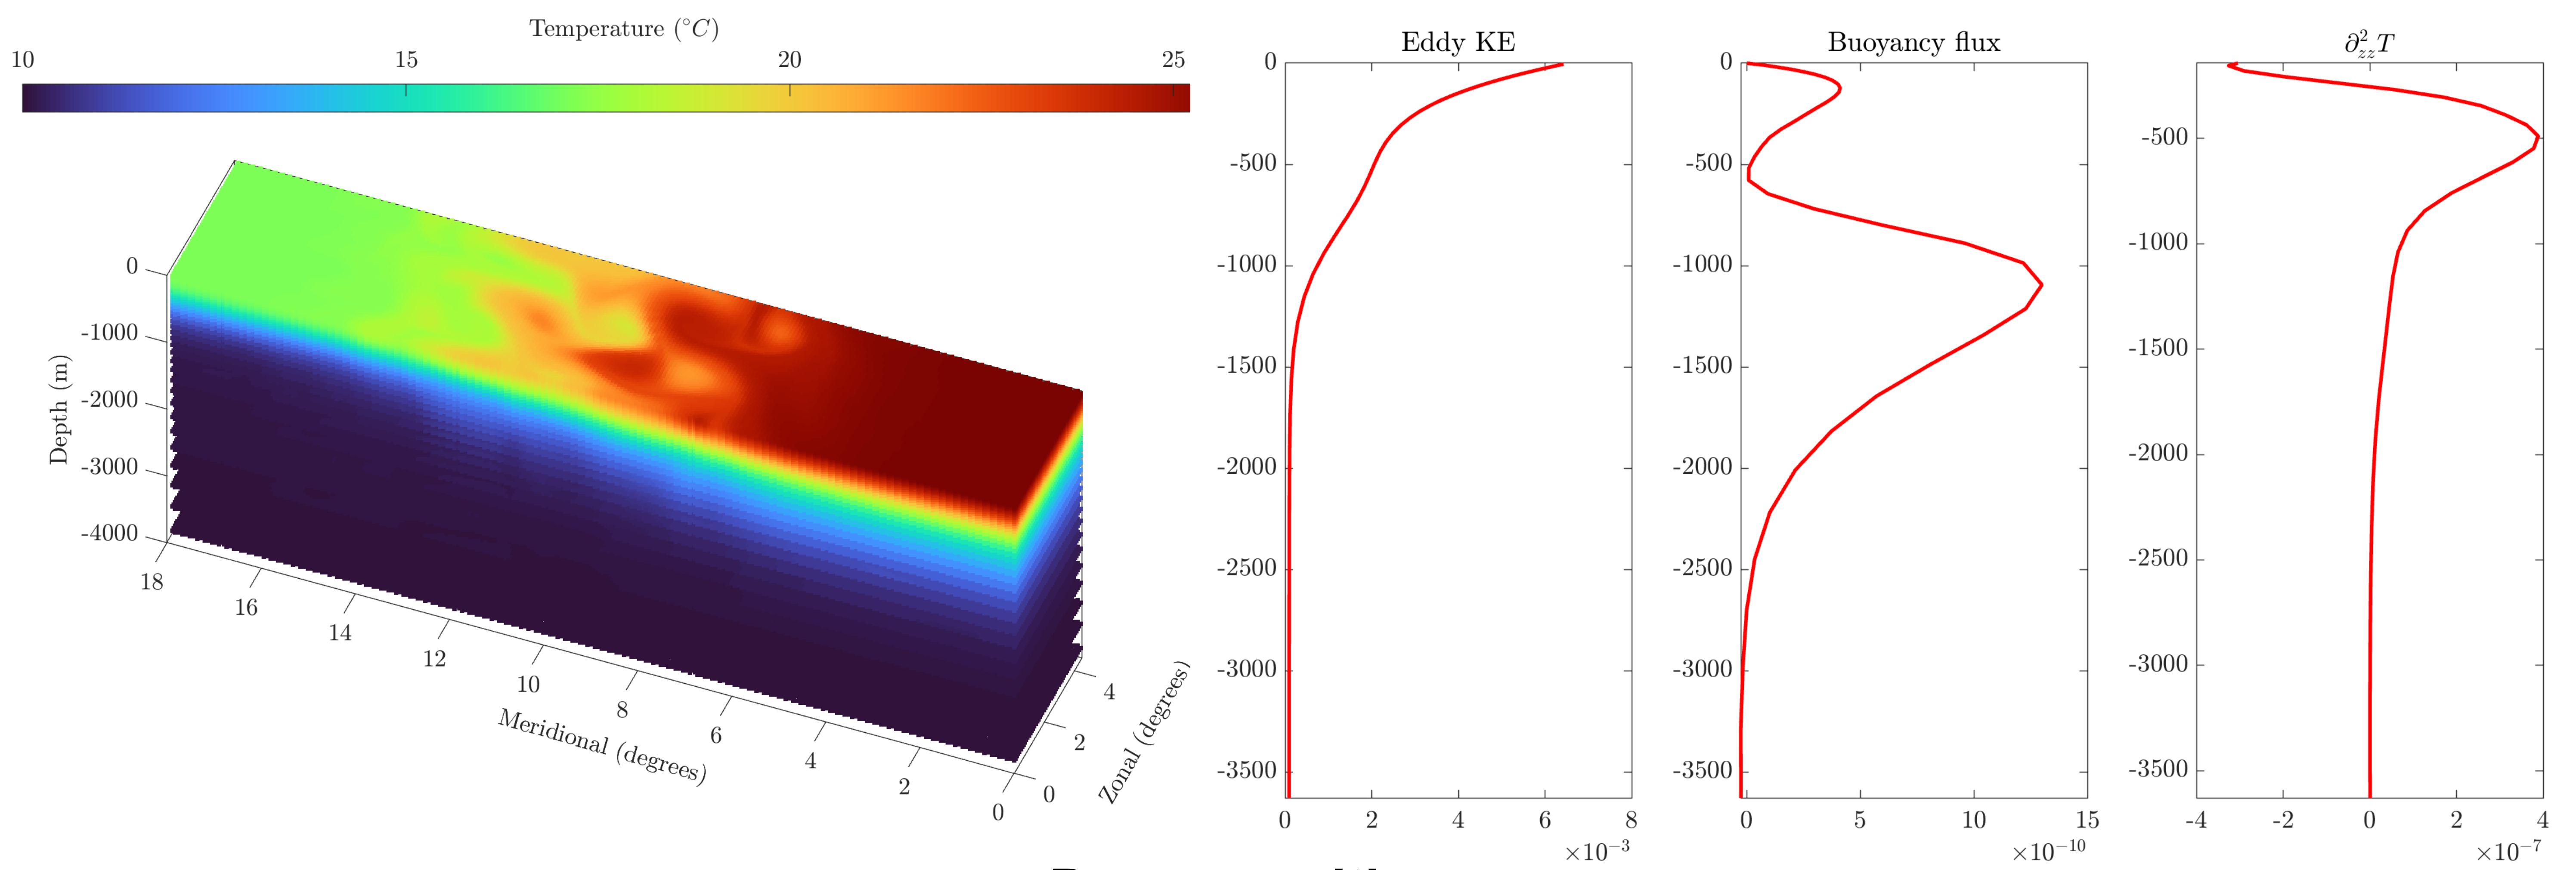 Temperature (°C)
10 15 20 25
0
-1000
-2000
-3000
-4000
Depth (m)
18 16 14 12 10 8 6 4 2 0
Meridional (degrees)
0 2 4
Zonal (degrees)
Eddy KE
0
-500
-1000
-1500
-2000
-2500
-3000
-3500
0 2 4 6 8
×10⁻³
Buoyancy flux
0
-500
-1000
-1500
-2000
-2500
-3000
-3500
0 5 10 15
×10⁻¹⁰
∂²zzT
-500
-1000
-1500
-2000
-2500
-3000
-3500
-4 -2 0 2 4
×10⁻⁷